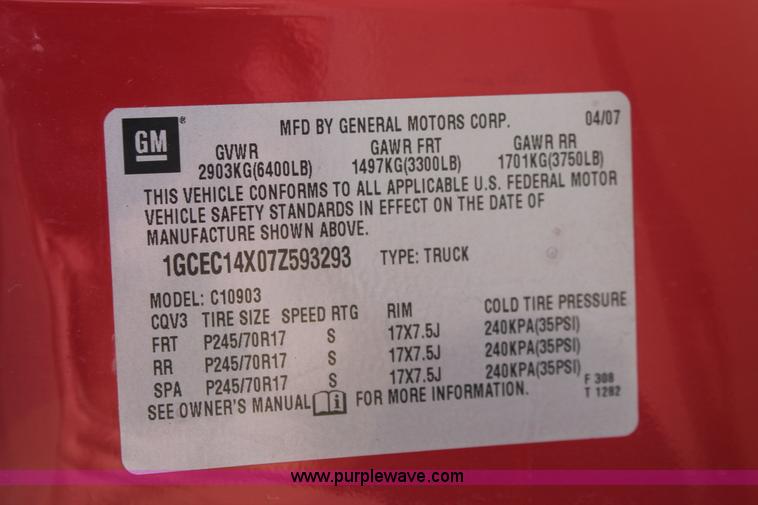 GM®
MFD BY GENERAL MOTORS CORP. 04/07
GVWR GAWR FRT GAWR RR
2903KG(6400LB) 1497KG(3300LB) 1701KG(3750LB)
THIS VEHICLE CONFORMS TO ALL APPLICABLE U.S. FEDERAL MOTOR
VEHICLE SAFETY STANDARDS IN EFFECT ON THE DATE OF
MANUFACTURE SHOWN ABOVE.
1GCEC14X07Z593293 TYPE: TRUCK
MODEL: C10903
CQV3 TIRE SIZE SPEED RTG RIM COLD TIRE PRESSURE
FRT P245/70R17 S 17X7.5J 240KPA(35PSI)
RR P245/70R17 S 17X7.5J 240KPA(35PSI)
SPA P245/70R17 S 17X7.5J 240KPA(35PSI)
SEE OWNER'S MANUAL i FOR MORE INFORMATION.
F 308
T 1282
www.purplewave.com